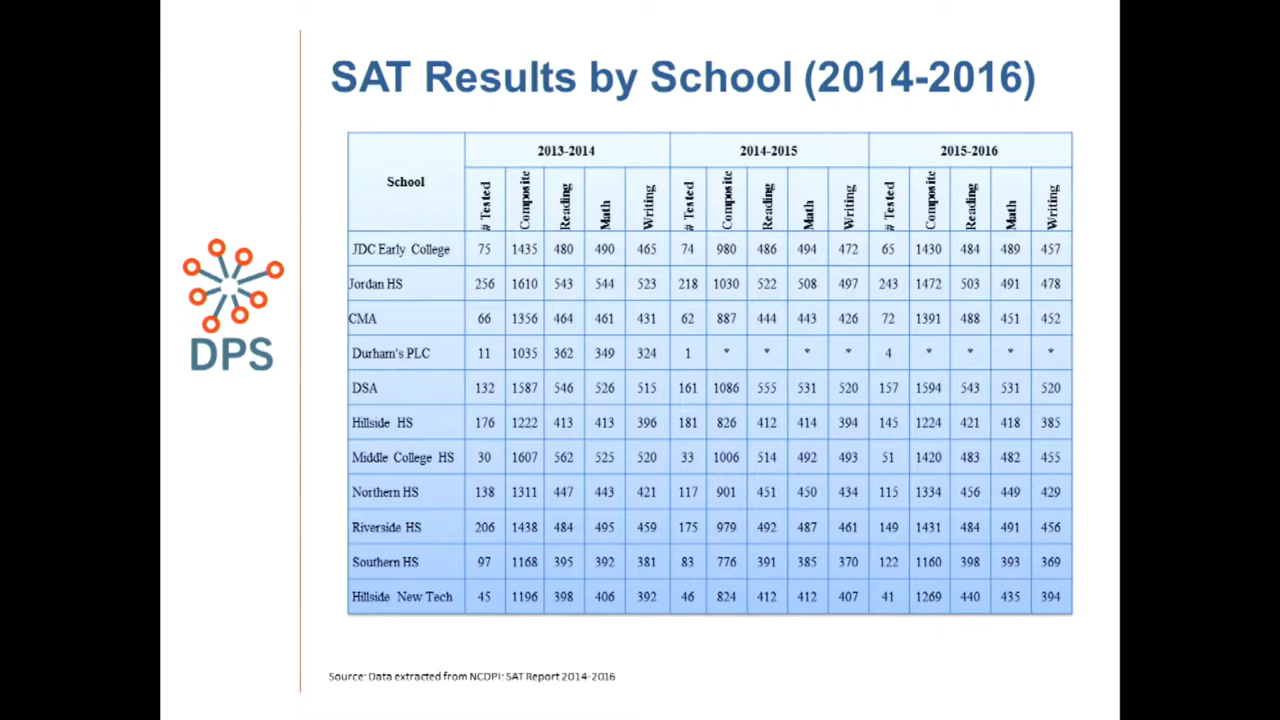 SAT Results by School (2014-2016)
School 2013-2014 2014-2015 2015-2016
# Tested Composite Reading Math Writing # Tested Composite Reading Math Writing # Tested Composite Reading Math Writing
JDC Early College 75 1435 480 490 465 74 980 486 494 472 65 1430 484 489 457
Jordan HS 256 1610 543 544 523 218 1030 522 508 497 243 1472 503 491 478
CMA 66 1356 464 461 431 62 887 444 443 426 72 1391 488 451 452
Durham's PLC 11 1035 362 349 324 1 * * * * 4 * * * *
DSA 132 1587 546 526 515 161 1086 555 531 520 157 1594 543 531 520
Hillside HS 176 1222 413 413 396 181 826 412 414 394 145 1224 421 418 385
Middle College HS 30 1607 562 525 520 33 1006 514 492 493 51 1420 483 482 455
Northern HS 138 1311 447 443 421 117 901 451 450 434 115 1334 456 449 429
Riverside HS 206 1438 484 495 459 175 979 492 487 461 149 1431 484 491 456
Southern HS 97 1168 395 392 381 83 776 391 385 370 122 1160 398 393 369
Hillside New Tech 45 1196 398 406 392 46 824 412 412 407 41 1269 440 435 394
DPS
Source: Data extracted from NCDPI: SAT Report 2014-2016